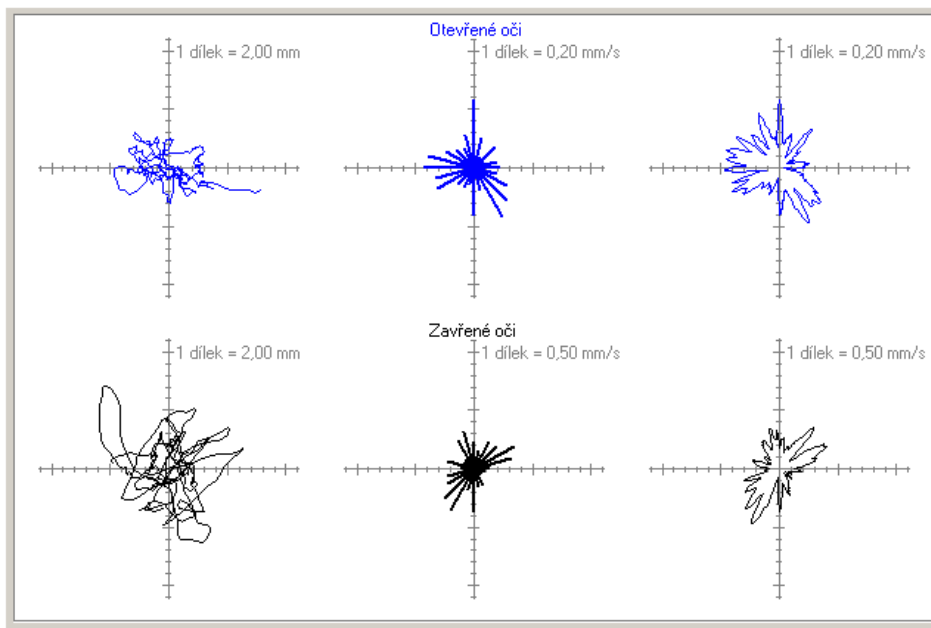 Otevřené oči
1 dílek = 2,00 mm
1 dílek = 0,20 mm/s
1 dílek = 0,20 mm/s
Zavřené oči
1 dílek = 2,00 mm
1 dílek = 0,50 mm/s
1 dílek = 0,50 mm/s